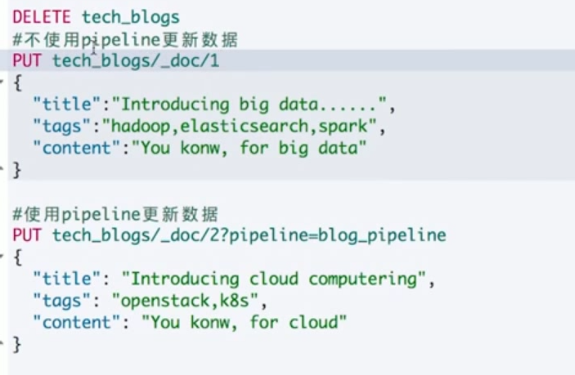 DELETE tech_blogs
#不使用pipeline更新数据
PUT tech_blogs/_doc/1
{
"title":"Introducing big data......",
"tags":"hadoop,elasticsearch,spark",
"content":"You konw, for big data"
}
#使用pipeline更新数据
PUT tech_blogs/_doc/2?pipeline=blog_pipeline
{
"title": "Introducing cloud computering",
"tags": "openstack,k8s",
"content": "You konw, for cloud"
}